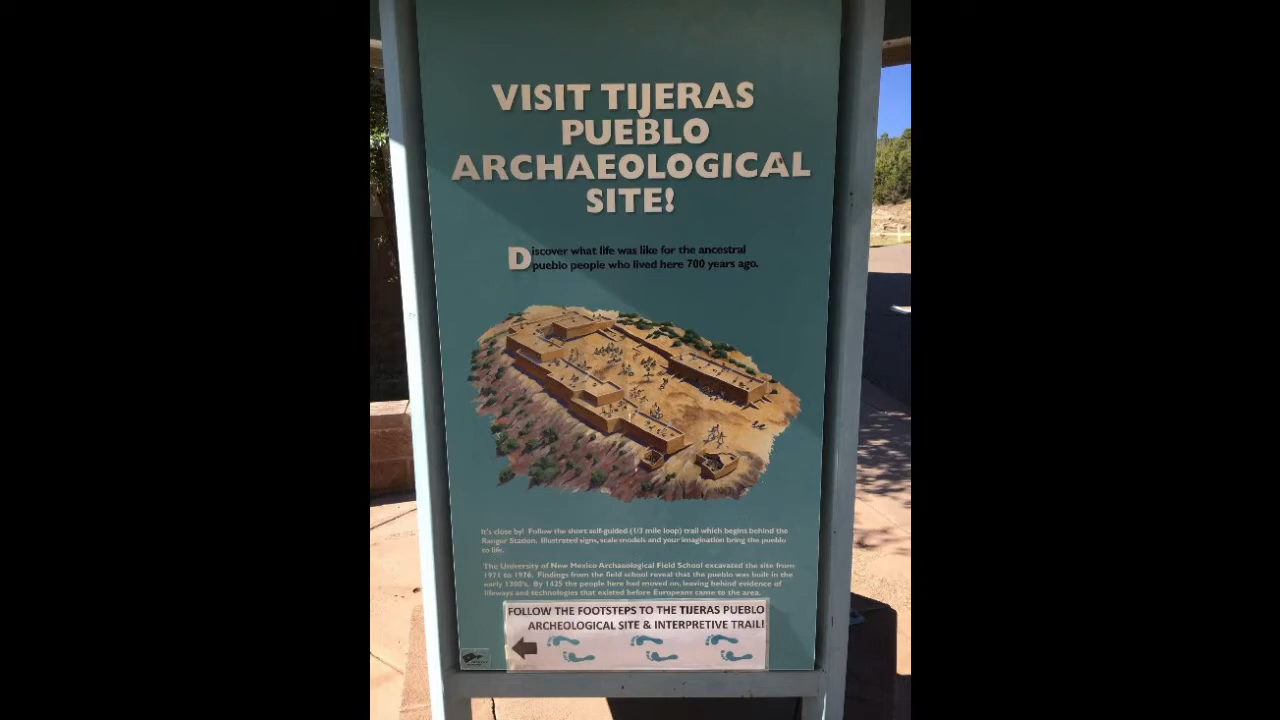 VISIT TIJERAS
PUEBLO
ARCHAEOLOGICAL
SITE!
Discover what life was like for the ancestral
pueblo people who lived here 700 years ago.
It's close by! Follow the short self-guided (1/3 mile loop) trail which begins behind the
Ranger Station. Illustrated signs, scale models and your imagination bring the pueblo
to life.
The University of New Mexico Archaeological Field School excavated the site from
1971 to 1976. Findings from the field school reveal that the pueblo was built in the
early 1300's. By 1425 the people here had moved on, leaving behind evidence of
lifeways and technologies that existed before Europeans came to the area.
FOLLOW THE FOOTSTEPS TO THE TIJERAS PUEBLO
ARCHEOLOGICAL SITE & INTERPRETIVE TRAIL!